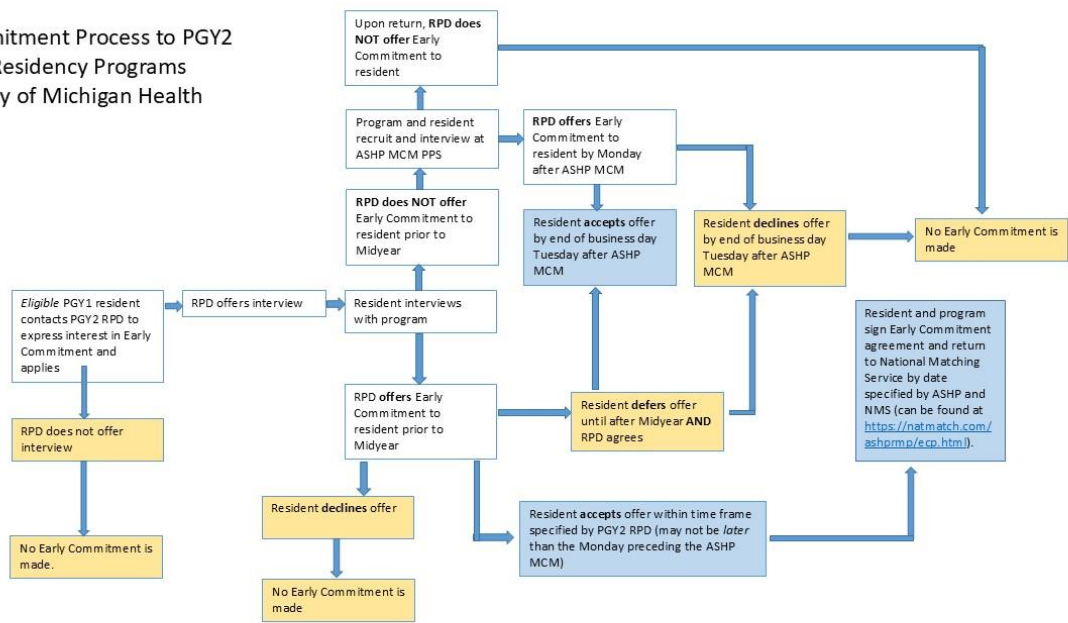 mitment Process to PGY2
Residency Programs
y of Michigan Health
Upon return, RPD does
NOT offer Early
Commitment to
resident
Program and resident
recruit and interview at
ASHP MCM PPS
RPD offers Early
Commitment to
resident by Monday
after ASHP MCM
RPD does NOT offer
Early Commitment to
resident prior to
Midyear
Resident accepts offer
by end of business day
Tuesday after ASHP
MCM
Resident declines offer
by end of business day
Tuesday after ASHP
MCM
No Early Commitment is
made
Eligible PGY1 resident
contacts PGY2 RPD to
express interest in Early
Commitment and
applies
RPD offers interview
Resident interviews
with program
Resident and program
sign Early Commitment
agreement and return
to National Matching
Service by date
specified by ASHP and
NMS (can be found at
https://natmatch.com/
ashprmp/ecp.html).
RPD does not offer
interview
RPD offers Early
Commitment to
resident prior to
Midyear
Resident defers offer
until after Midyear AND
RPD agrees
Resident declines offer
Resident accepts offer within time frame
specified by PGY2 RPD (may not be later
than the Monday preceding the ASHP
MCM)
No Early Commitment is
made.
No Early Commitment is
made